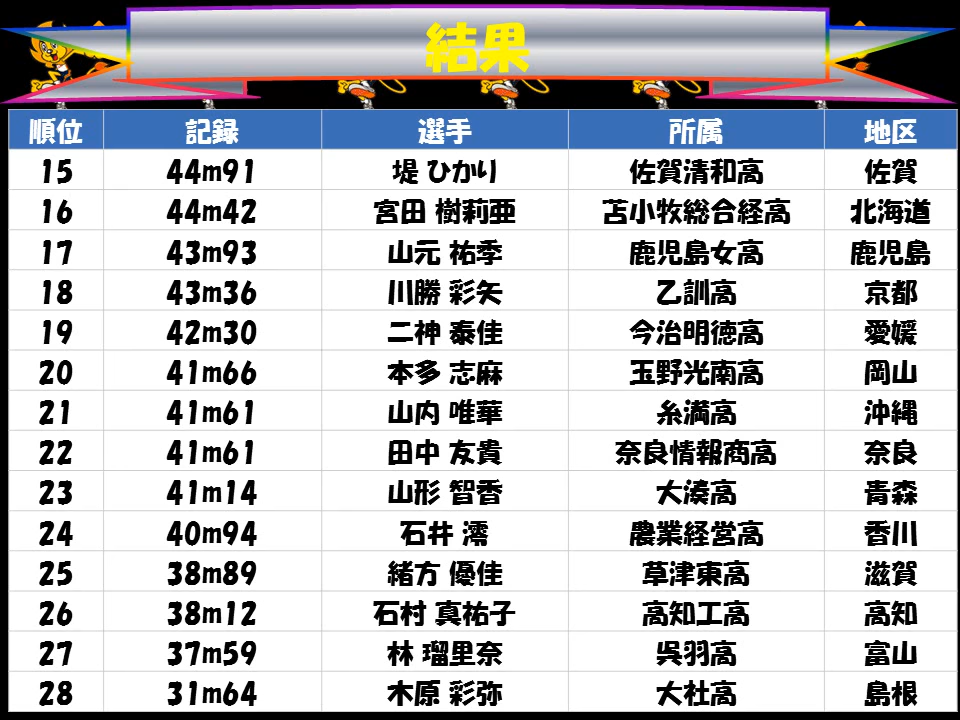 結果
順位 記録 選手 所属 地区
15 44m91 堤 ひかり 佐賀清和高 佐賀
16 44m42 宮田 樹莉亜 苫小牧総合経高 北海道
17 43m93 山元 祐季 鹿児島女高 鹿児島
18 43m36 川勝 彩矢 乙訓高 京都
19 42m30 二神 泰佳 今治明徳高 愛媛
20 41m66 本多 志麻 玉野光南高 岡山
21 41m61 山内 唯華 糸満高 沖縄
22 41m61 田中 友貴 奈良情報商高 奈良
23 41m14 山形 智香 大湊高 青森
24 40m94 石井 澪 農業経営高 香川
25 38m89 緒方 優佳 草津東高 滋賀
26 38m12 石村 真祐子 高知工高 高知
27 37m59 林 瑠里奈 呉羽高 富山
28 31m64 木原 彩弥 大社高 島根